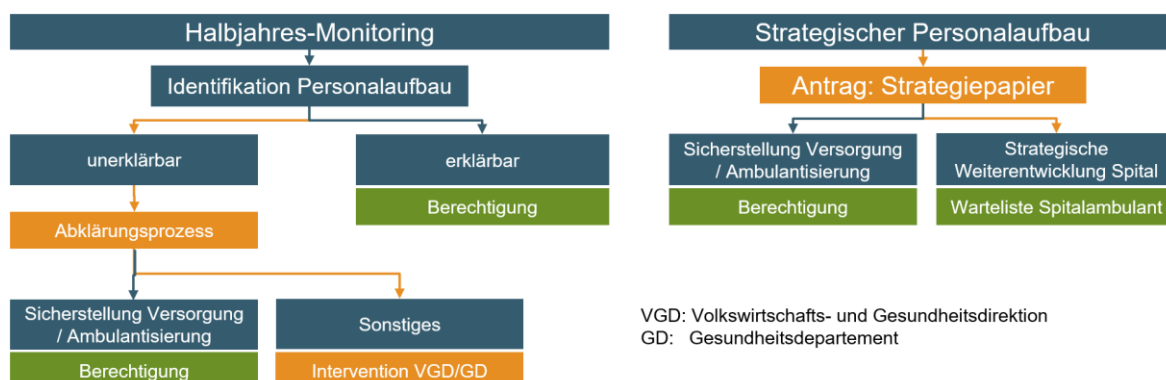 Halbjahres-Monitoring
Identifikation Personalaufbau
unerklärbar
erklärbar
Berechtigung
Abklärungsprozess
Sicherstellung Versorgung
/ Ambulantisierung
Berechtigung
Sonstiges
Intervention VGD/GD
Strategischer Personalaufbau
Antrag: Strategiepapier
Sicherstellung Versorgung
/ Ambulantisierung
Berechtigung
Strategische
Weiterentwicklung Spital
Warteliste Spitalambulant
VGD: Volkswirtschafts- und Gesundheitsdirektion
GD: Gesundheitsdepartement